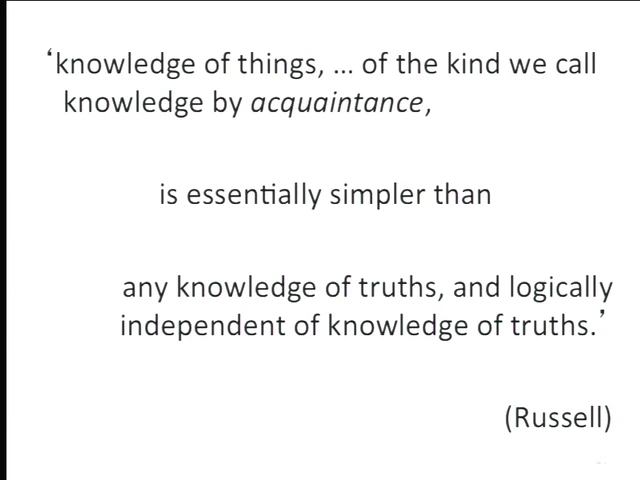 ‘knowledge of things, ... of the kind we call
knowledge by acquaintance,
is essentially simpler than
any knowledge of truths, and logically
independent of knowledge of truths.’
(Russell)